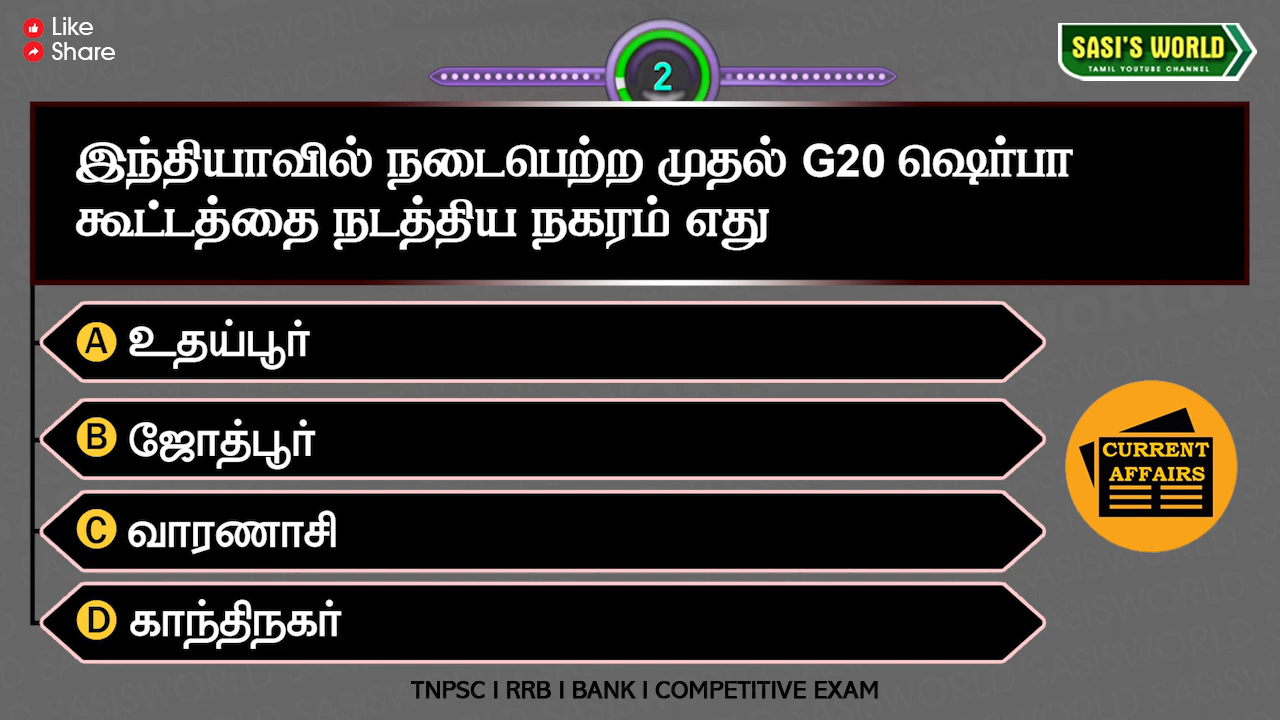 Like
Share
2
SASI'S WORLD
TAMIL YOUTUBE CHANNEL
இந்தியாவில் நடைபெற்ற முதல் G20 ஷெர்பா
கூட்டத்தை நடத்திய நகரம் எது
A உதய்பூர்
B ஜோத்பூர்
C வாரணாசி
D காந்திநகர்
CURRENT
AFFAIRS
TNPSC I RRB I BANK I COMPETITIVE EXAM